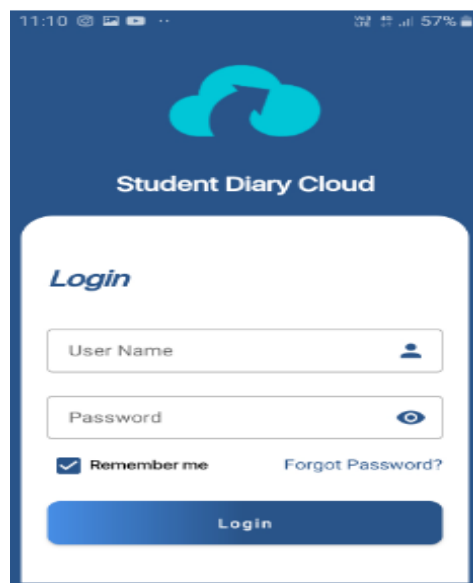 11:10
57%
Student Diary Cloud
Login
User Name
Password
Remember me
Forgot Password?
Login